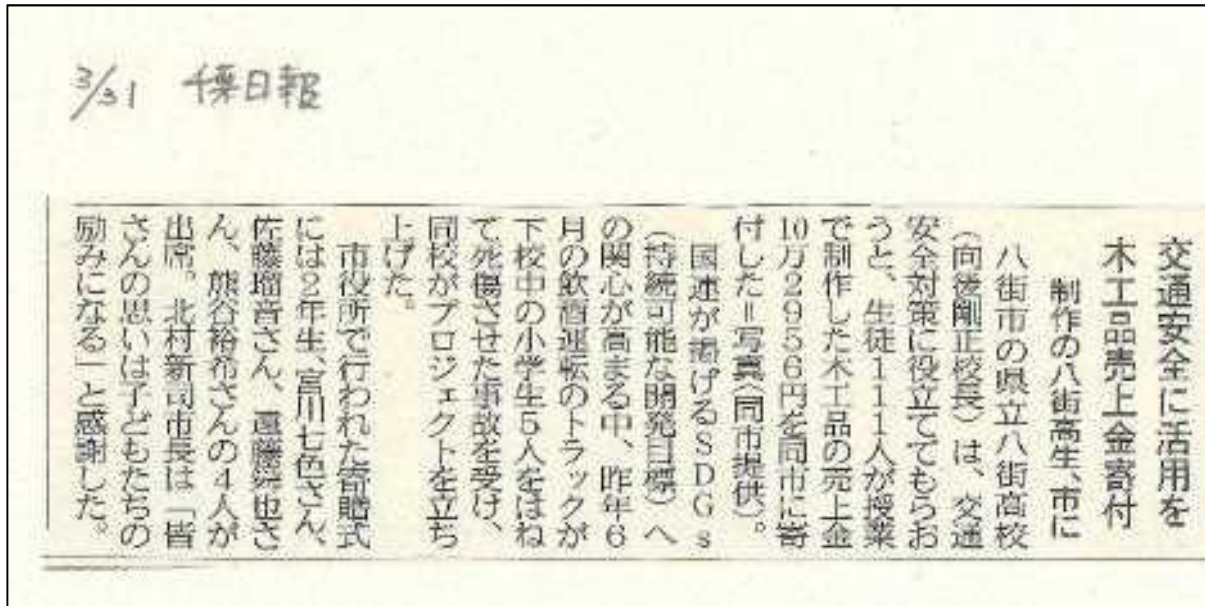 3/31 千葉日報
交通安全に活用を
木工品売上金寄付
制作の八街高生、市に
八街市の県立八街高校
(向後剛正校長)は、交通
安全対策に役立ててもらお
うと、生徒111人が授業
で制作した木工品の売上金
10万2956円を同市に寄
付した=写真(同市提供)。
国連が掲げるSDGs
(持続可能な開発目標)へ
の関心が高まる中、昨年6
月の飲酒運転のトラックが
下校中の小学生5人をはね
て死傷させた事故を受け、
同校がプロジェクトを立ち
上げた。
市役所で行われた寄贈式
には2年生、宮川七色さん、
佐藤瑠音さん、遠藤 也さ
ん、熊谷裕希さんの4人が
出席。北村新司市長は「皆
さんの思いは子どもたちの
励みになる」と感謝した。